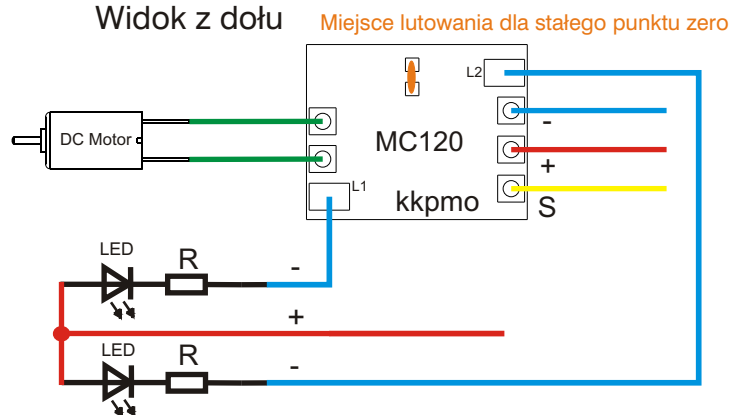 Widok z dołu
Miejsce lutowania dla stałego punktu zero
L2
DC Motor
MC120
-
+
L1
kkpmo
S
LED
R
-
+
LED
R
-